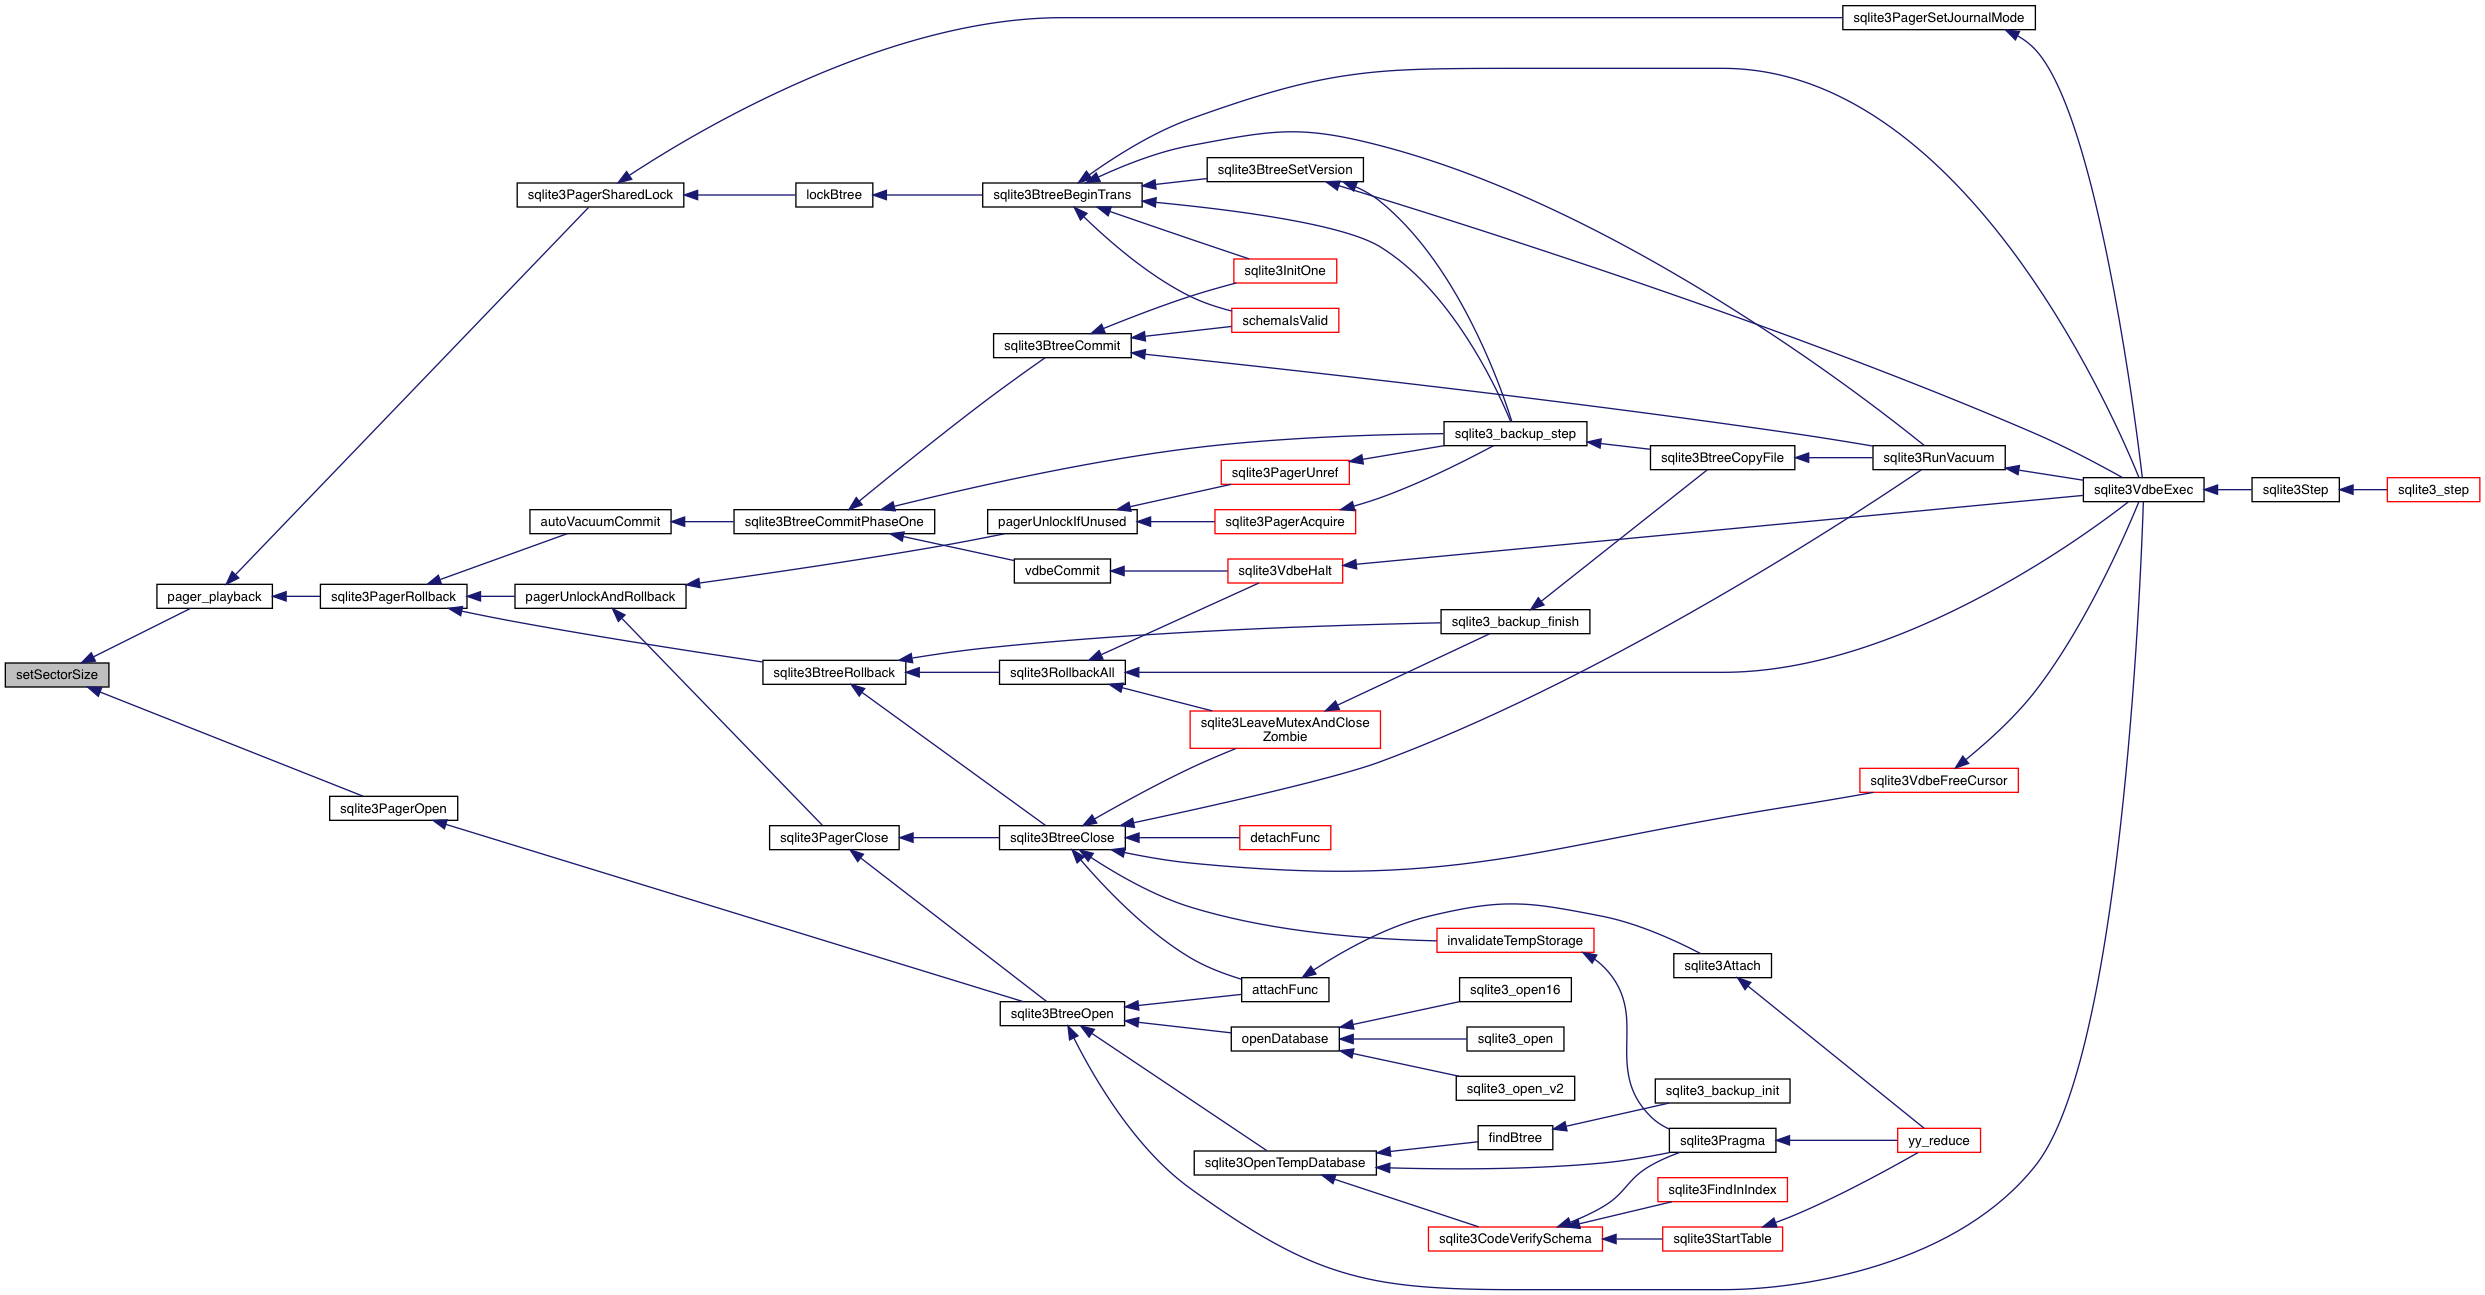 sqlite3PagerSetJournalMode
sqlite3BtreeSetVersion
sqlite3PagerSharedLock
lockBtree
sqlite3BtreeBeginTrans
sqlite3InitOne
schemaIsValid
sqlite3BtreeCommit
sqlite3_backup_step
sqlite3BtreeCopyFile
sqlite3RunVacuum
sqlite3PagerUnref
sqlite3VdbeExec
sqlite3Step
sqlite3_step
autoVacuumCommit
sqlite3BtreeCommitPhaseOne
pagerUnlockIfUnused
sqlite3PagerAcquire
vdbeCommit
sqlite3VdbeHalt
pager_playback
sqlite3PagerRollback
pagerUnlockAndRollback
sqlite3_backup_finish
setSectorSize
sqlite3BtreeRollback
sqlite3RollbackAll
sqlite3LeaveMutexAndClose
Zombie
sqlite3VdbeFreeCursor
sqlite3PagerOpen
sqlite3PagerClose
sqlite3BtreeClose
detachFunc
invalidateTempStorage
sqlite3Attach
attachFunc
sqlite3_open16
sqlite3BtreeOpen
openDatabase
sqlite3_open
sqlite3_open_v2
sqlite3_backup_init
findBtree
sqlite3Pragma
yy_reduce
sqlite3OpenTempDatabase
sqlite3FindInIndex
sqlite3CodeVerifySchema
sqlite3StartTable